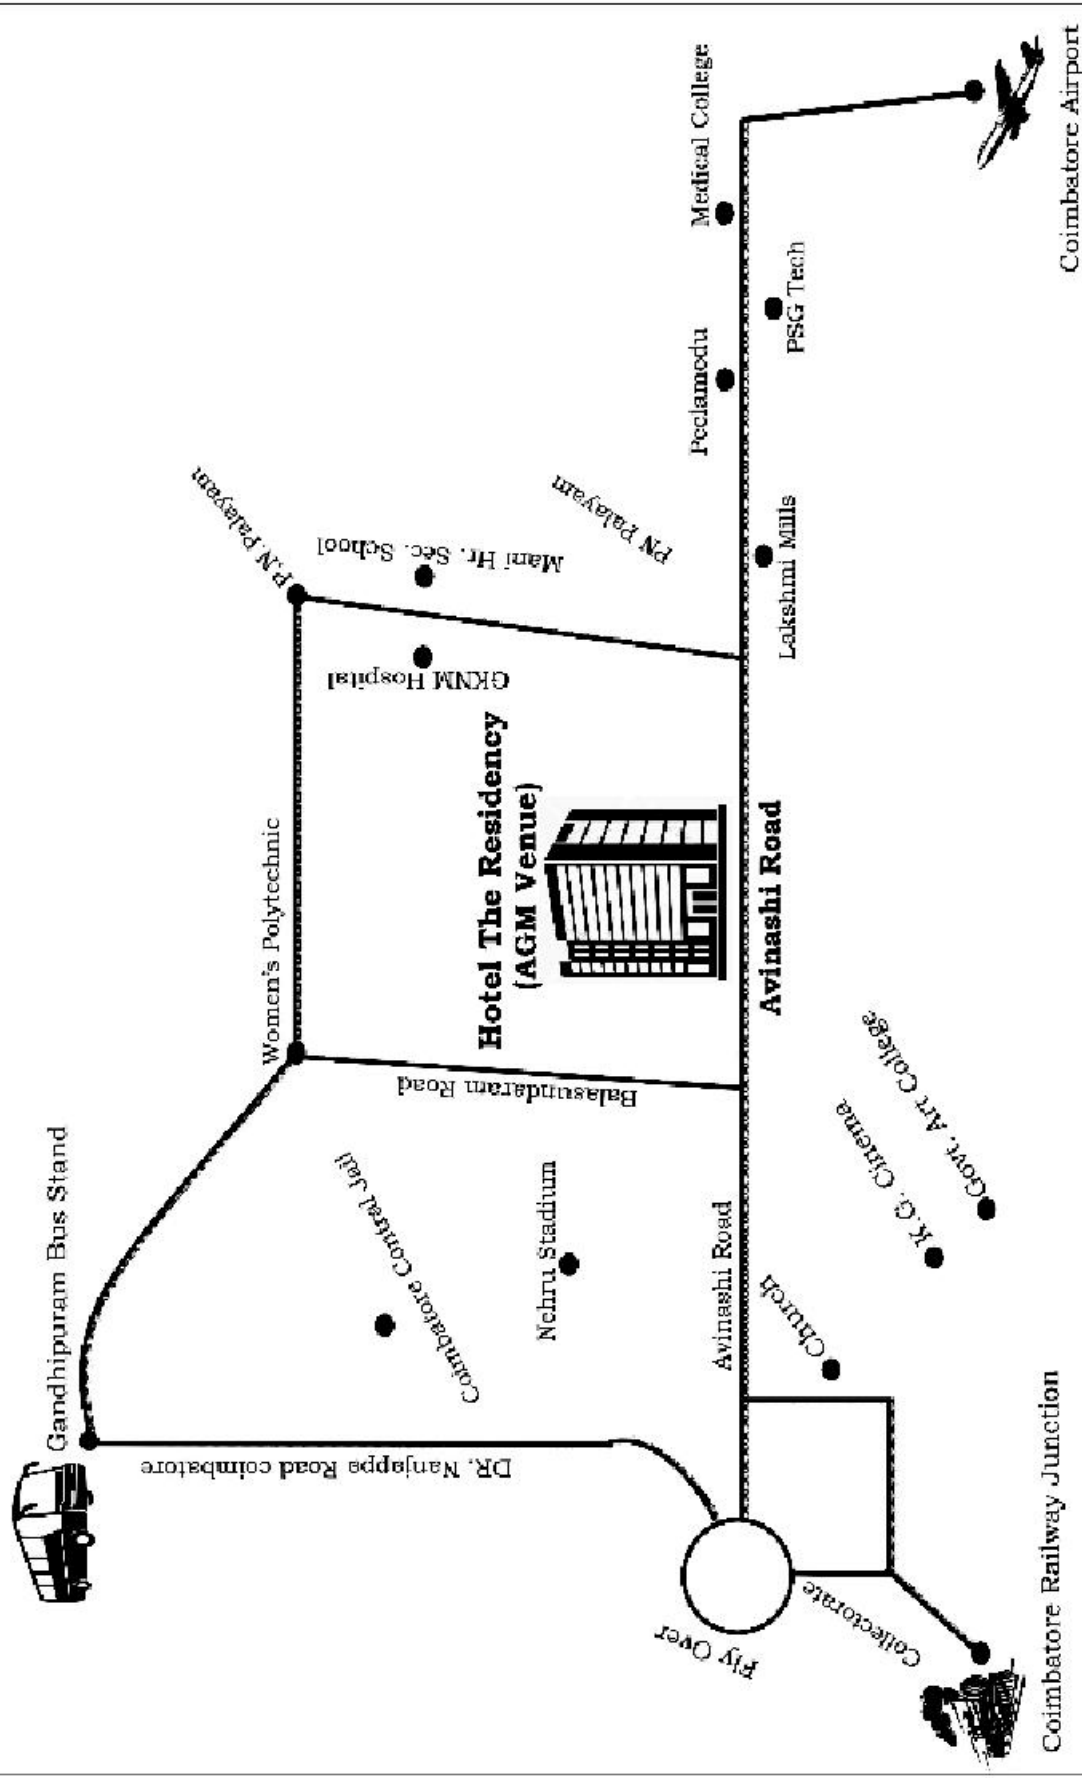 Gandhipuram Bus Stand
Women's Polytechnic
P.N.Palayam
DR. Nanjappa Road coimbatore
Coimbatore Central Jail
Balasundaram Road
GKNM Hospital
Mani Hr. Sec. School
Nehru Stadium
Hotel The Residency
(AGM Venue)
PN Palayam
Peelamedu
Medical College
Fly Over
Avinashi Road
Avinashi Road
Lakshmi Mills
PSG Tech
Collectorate
Church
K.G. Cinema
Govt. Art College
Coimbatore Railway Junction
Coimbatore Airport